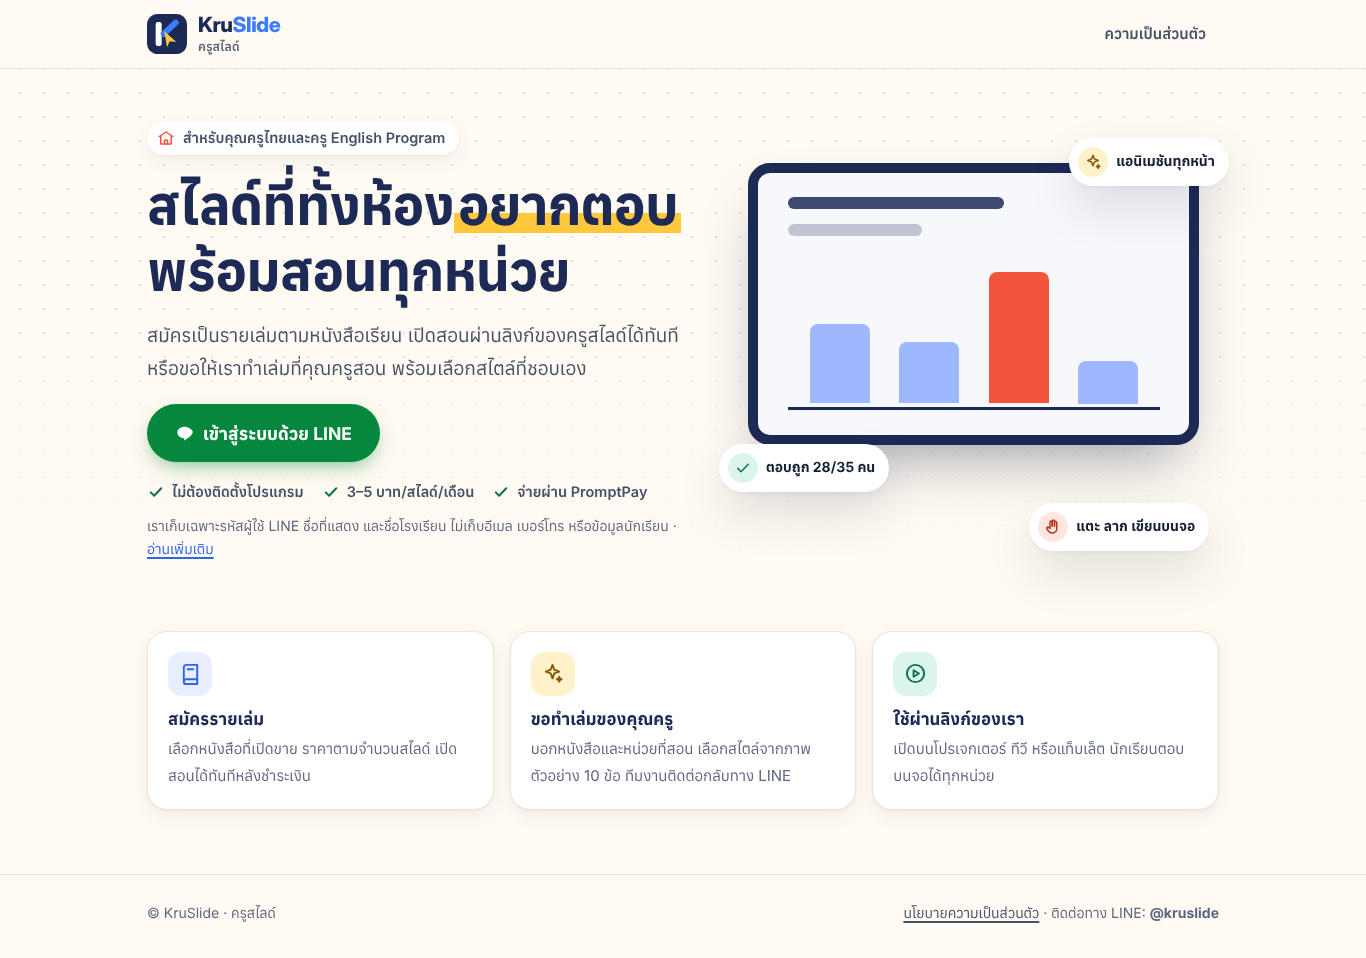 KruSlide
ครูสไลด์
ความเป็นส่วนตัว
สำหรับคุณครูไทยและครู English Program
สไลด์ที่ทั้งห้องอยากตอบ
พร้อมสอนทุกหน่วย
สมัครเป็นรายเล่มตามหนังสือเรียน เปิดสอนผ่านลิงก์ของครูสไลด์ได้ทันที
หรือขอให้เราทำเล่มที่คุณครูสอน พร้อมเลือกสไตล์ที่ชอบเอง
เข้าสู่ระบบด้วย LINE
ไม่ต้องติดตั้งโปรแกรม
3–5 บาท/สไลด์/เดือน
จ่ายผ่าน PromptPay
เราเก็บเฉพาะรหัสผู้ใช้ LINE ชื่อที่แสดง และชื่อโรงเรียน ไม่เก็บอีเมล เบอร์โทร หรือข้อมูลนักเรียน ·
อ่านเพิ่มเติม
แอนิเมชันทุกหน้า
ตอบถูก 28/35 คน
แตะ ลาก เขียนบนจอ
สมัครรายเล่ม
เลือกหนังสือที่เปิดขาย ราคาตามจำนวนสไลด์ เปิด
สอนได้ทันทีหลังชำระเงิน
ขอทำเล่มของคุณครู
บอกหนังสือและหน่วยที่สอน เลือกสไตล์จากภาพ
ตัวอย่าง 10 ข้อ ทีมงานติดต่อกลับทาง LINE
ใช้ผ่านลิงก์ของเรา
เปิดบนโปรเจกเตอร์ ทีวี หรือแท็บเล็ต นักเรียนตอบ
บนจอได้ทุกหน่วย
© KruSlide · ครูสไลด์
นโยบายความเป็นส่วนตัว · ติดต่อทาง LINE: @kruslide